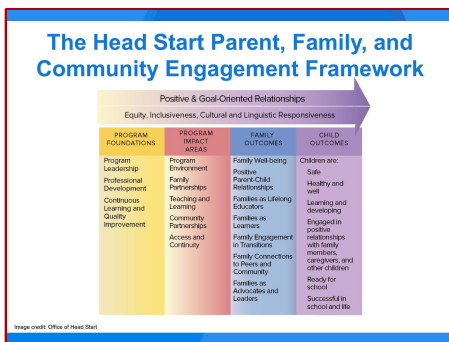 The Head Start Parent, Family, and
Community Engagement Framework
Positive & Goal-Oriented Relationships
Equity, Inclusiveness, Cultural and Linguistic Responsiveness
PROGRAM
FOUNDATIONS
Program
Leadership
Professional
Development
Continuous
Learning and
Quality
Improvement
PROGRAM
IMPACT
AREAS
Program
Environment
Family
Partnerships
Teaching and
Learning
Community
Partnerships
Access and
Continuity
FAMILY
OUTCOMES
Family Well-being
Positive
Parent-Child
Relationships
Families as Lifelong
Educators
Families as
Learners
Family Engagement
in Transitions
Family Connections
to Peers and
Community
Families as
Advocates and
Leaders
CHILD
OUTCOMES
Children are:
Safe
Healthy and
well
Learning and
developing
Engaged in
positive
relationships
with family
members,
caregivers, and
other children
Ready for
school
Successful in
school and life
Image credit: Office of Head Start